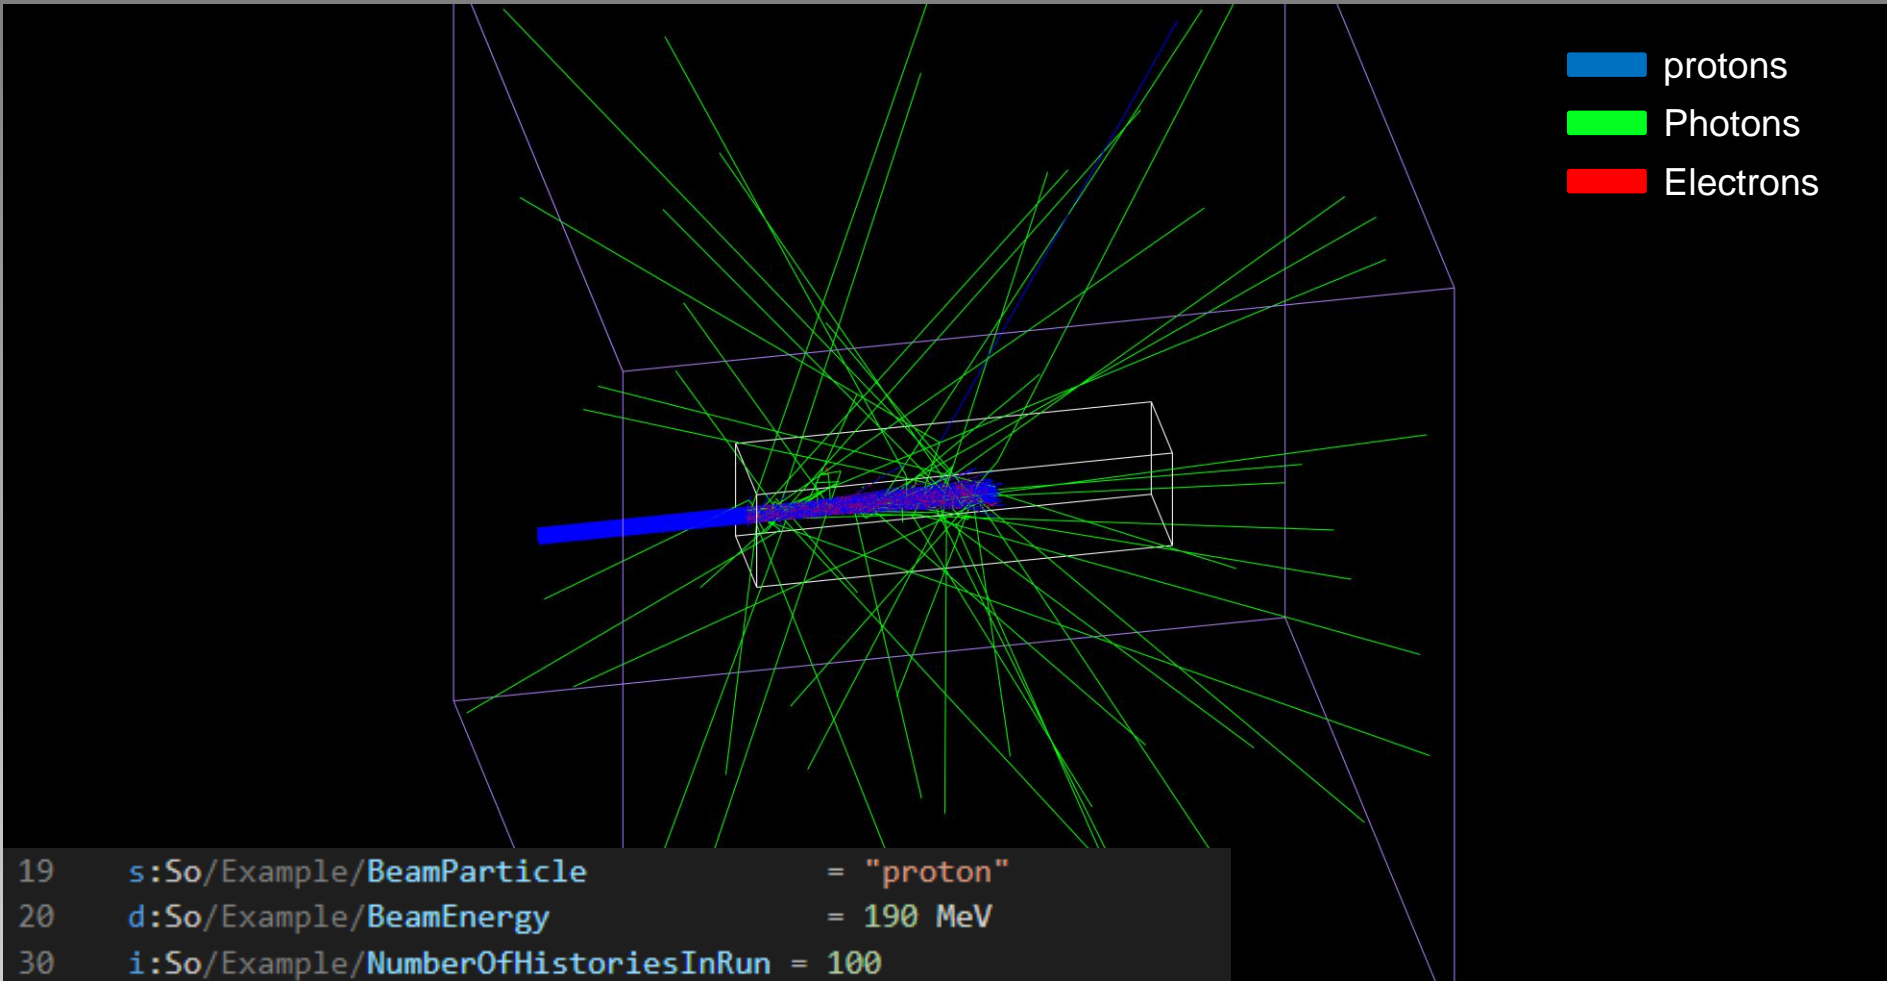 protons
Photons
Electrons
19 s:So/Example/BeamParticle = "proton"
20 d:So/Example/BeamEnergy = 190 MeV
30 i:So/Example/NumberOfHistoriesInRun = 100